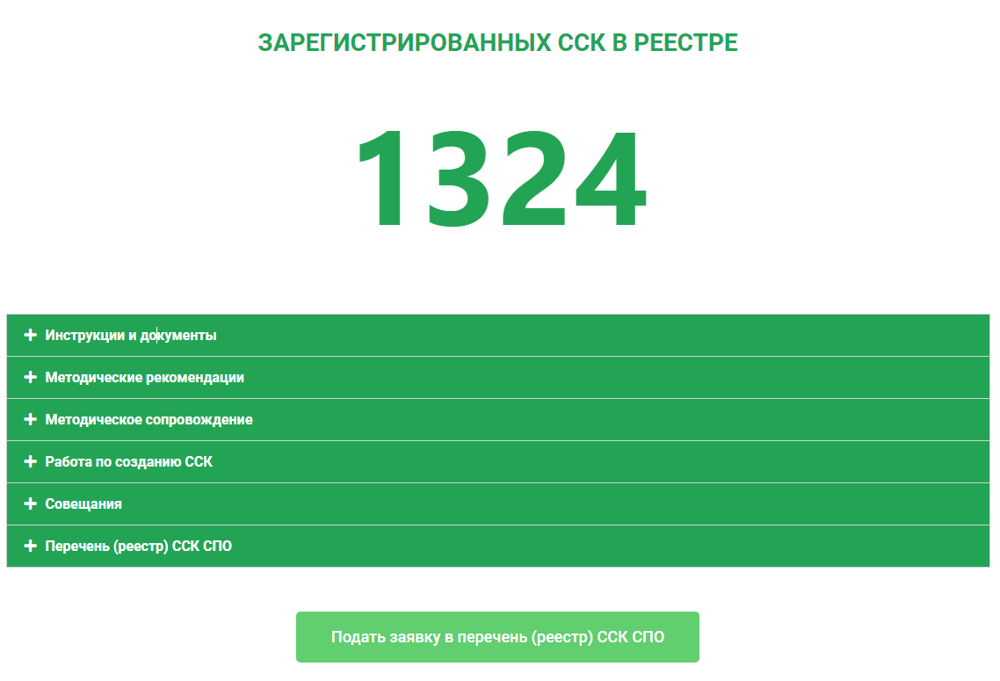 ЗАРЕГИСТРИРОВАННЫХ ССК В РЕЕСТРЕ
1324
Инструкции и документы
Методические рекомендации
Методическое сопровождение
Работа по созданию ССК
Совещания
Перечень (реестр) ССК СПО
Подать заявку в перечень (реестр) ССК СПО